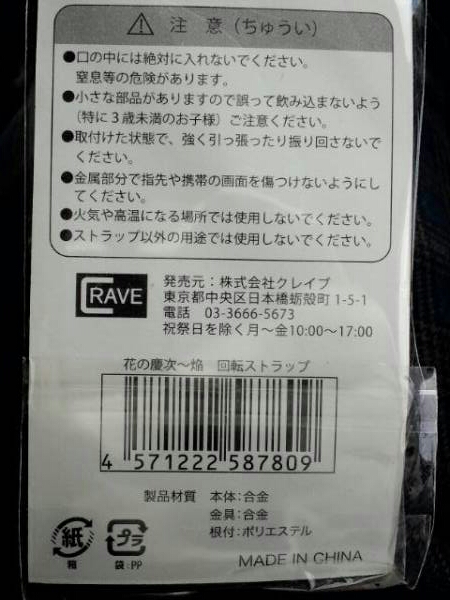 注 意 (ちゅうい)
●口の中には絶対に入れないでください。
窒息等の危険があります。
●小さな部品がありますので誤って飲み込まないよう
(特に３歳未満のお子様) ご注意ください。
●取付けた状態で、強く引っ張ったり振り回さないで
ください。
●金属部分で指先や携帯の画面を傷つけないようにし
てください。
●火気や高温になる場所では使用しないでください。
●ストラップ以外の用途では使用しないでください。
CRAVE
発売元：株式会社クレイブ
東京都中央区日本橋蛎殻町 1-5-1
電話 03-3666-5673
祝祭日を除く月～金10:00～17:00
花の慶次～焔 回転ストラップ
4 571222 587809
製品材質 本体：合金
金具：合金
根付：ポリエステル
紙
箱
プラ
袋：PP
MADE IN CHINA